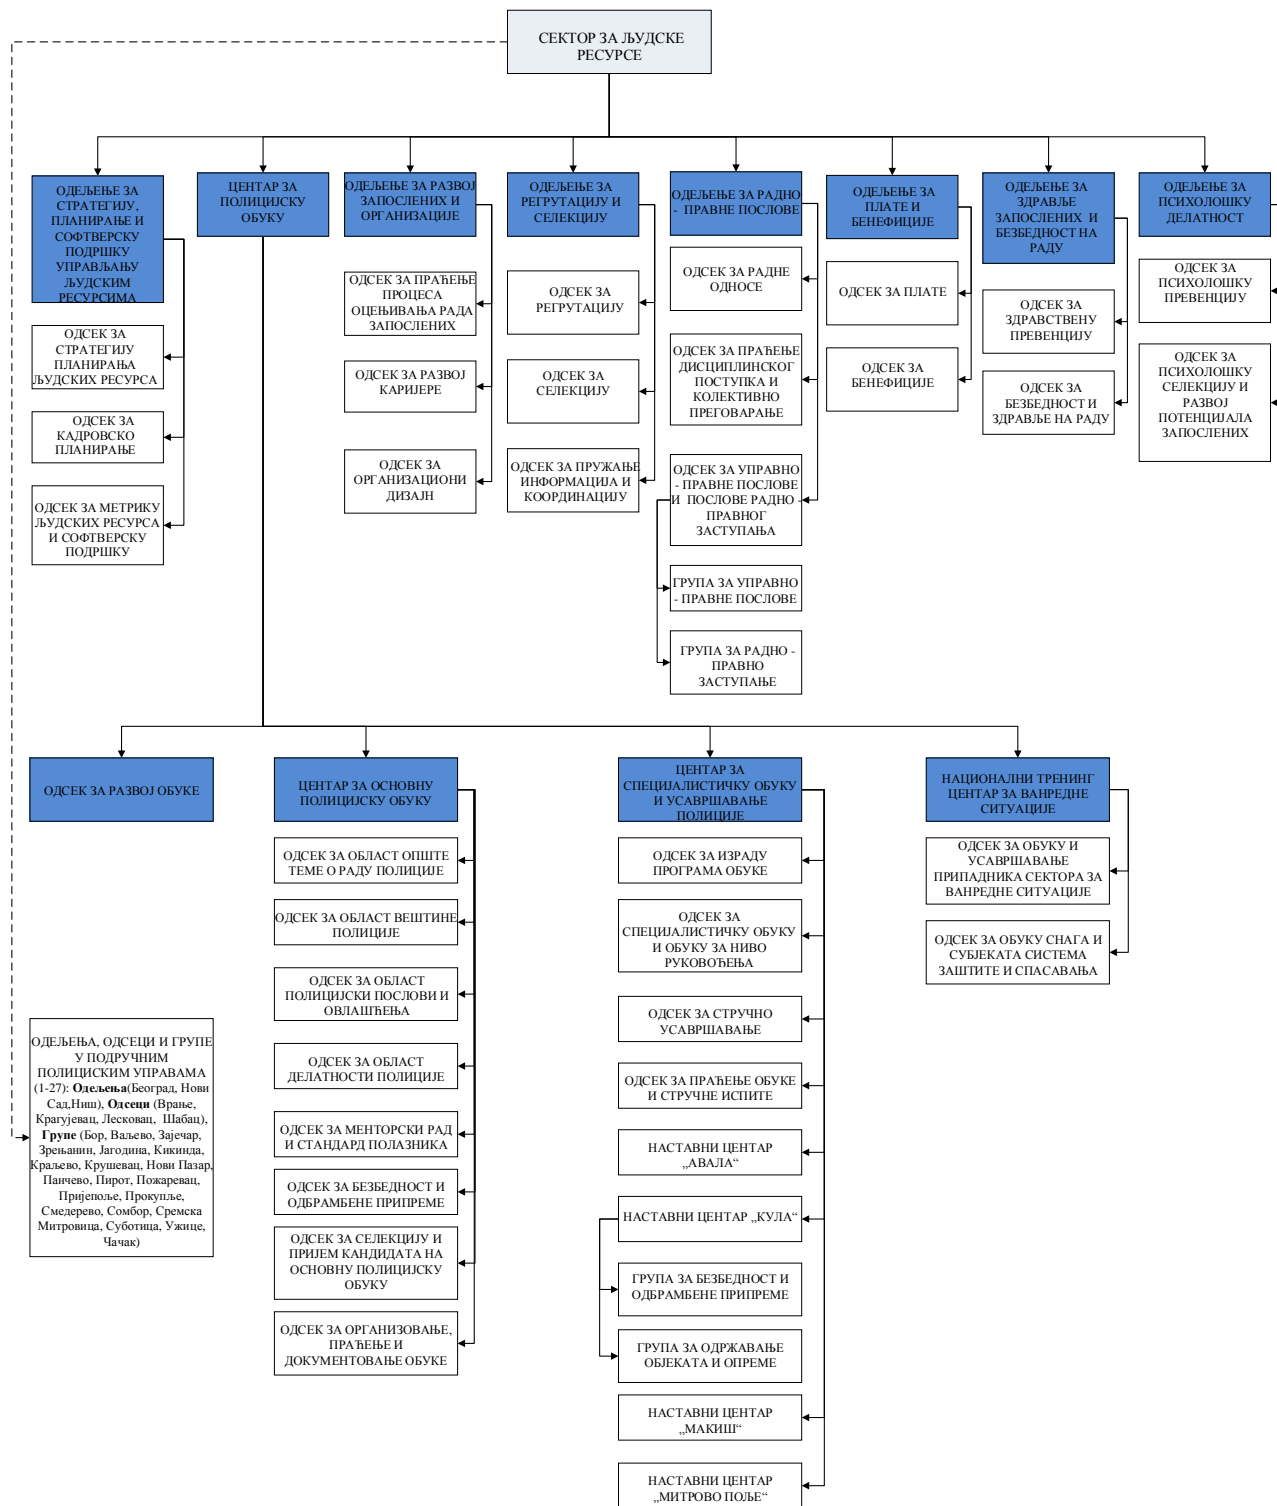 СЕКТОР ЗА ЉУДСКЕ
РЕСУРСЕ
ОДЕЉЕЊЕ ЗА
СТРАТЕГИЈУ,
ПЛАНИРАЊЕ И
СОФТВЕРСКУ
ПОДРШКУ
УПРАВЉАЊУ
ЉУДСКИМ
РЕСУРСИМА
ОДСЕК ЗА
СТРАТЕГИЈУ
ПЛАНИРАЊА
ЉУДСКИХ РЕСУРСА
ОДСЕК ЗА
КАДРОВСКО
ПЛАНИРАЊЕ
ОДСЕК ЗА МЕТРИКУ
ЉУДСКИХ РЕСУРСА
И СОФТВЕРСКУ
ПОДРШКУ
ЦЕНТАР ЗА
ПОЛИЦИЈСКУ
ОБУКУ
ОДЕЉЕЊЕ ЗА РАЗВОЈ
ЗАПОСЛЕНИХ И
ОРГАНИЗАЦИЈЕ
ОДСЕК ЗА ПРАЋЕЊЕ
ПРОЦЕСА
ОЦЕЊИВАЊА РАДА
ЗАПОСЛЕНИХ
ОДСЕК ЗА РАЗВОЈ
КАРИЈЕРЕ
ОДСЕК ЗА
ОРГАНИЗАЦИОНИ
ДИЗАЈН
ОДЕЉЕЊЕ ЗА
РЕГРУТАЦИЈУ И
СЕЛЕКЦИЈУ
ОДСЕК ЗА
РЕГРУТАЦИЈУ
ОДСЕК ЗА
СЕЛЕКЦИЈУ
ОДСЕК ЗА ПРУЖАЊЕ
ИНФОРМАЦИЈА И
КООРДИНАЦИЈУ
ОДЕЉЕЊЕ ЗА РАДНО
- ПРАВНЕ ПОСЛОВЕ
ОДСЕК ЗА РАДНЕ
ОДНОСЕ
ОДСЕК ЗА ПРАЋЕЊЕ
ДИСЦИПЛИНСКОГ
ПОСТУПКА И
КОЛЕКТИВНО
ПРЕГОВАРАЊЕ
ОДСЕК ЗА УПРАВНО
- ПРАВНЕ ПОСЛОВЕ
И ПОСЛОВЕ РАДНО -
ПРАВНОГ
ЗАСТУПАЊА
ГРУПА ЗА УПРАВНО
- ПРАВНЕ ПОСЛОВЕ
ГРУПА ЗА РАДНО -
ПРАВНО
ЗАСТУПАЊЕ
ОДЕЉЕЊЕ ЗА
ПЛАТЕ И
БЕНЕФИЦИЈЕ
ОДСЕК ЗА ПЛАТЕ
ОДСЕК ЗА
БЕНЕФИЦИЈЕ
ОДЕЉЕЊЕ ЗА
ЗДРАВЉЕ
ЗАПОСЛЕНИХ И
БЕЗБЕДНОСТ НА
РАДУ
ОДСЕК ЗА
ЗДРАВСТВЕНУ
ПРЕВЕНЦИЈУ
ОДСЕК ЗА
БЕЗБЕДНОСТ И
ЗДРАВЉЕ НА РАДУ
ОДЕЉЕЊЕ ЗА
ПСИХОЛОШКУ
ДЕЛАТНОСТ
ОДСЕК ЗА
ПСИХОЛОШКУ
ПРЕВЕНЦИЈУ
ОДСЕК ЗА
ПСИХОЛОШКУ
СЕЛЕКЦИЈУ И
РАЗВОЈ
ПОТЕНЦИЈАЛА
ЗАПОСЛЕНИХ
ОДСЕК ЗА РАЗВОЈ ОБУКЕ
ОДЕЉЕЊА, ОДСЕЦИ И ГРУПЕ
У ПОДРУЧНИМ
ПОЛИЦИСКИМ УПРАВАМА
(1-27): Одељења(Београд, Нови
Сад,Ниш), Одсеци (Врање,
Крагујевац, Лесковац, Шабац),
Групе (Бор, Ваљево, Зајечар,
Зрењанин, Јагодина, Кикинда,
Краљево, Крушевац, Нови Пазар,
Панчево, Пирот, Пожаревац,
Пријепоље, Прокупље,
Смедерево, Сомбор, Сремска
Митровица, Суботица, Ужице,
Чачак)
ЦЕНТАР ЗА ОСНОВНУ
ПОЛИЦИЈСКУ ОБУКУ
ОДСЕК ЗА ОБЛАСТ ОПШТЕ
ТЕМЕ О РАДУ ПОЛИЦИЈЕ
ОДСЕК ЗА ОБЛАСТ ВЕШТИНЕ
ПОЛИЦИЈЕ
ОДСЕК ЗА ОБЛАСТ
ПОЛИЦИЈСКИ ПОСЛОВИ И
ОВЛАШЋЕЊА
ОДСЕК ЗА ОБЛАСТ
ДЕЛАТНОСТИ ПОЛИЦИЈЕ
ОДСЕК ЗА МЕНТОРСКИ РАД
И СТАНДАРД ПОЛАЗНИКА
ОДСЕК ЗА БЕЗБЕДНОСТ И
ОДБРАМБЕНЕ ПРИПРЕМЕ
ОДСЕК ЗА СЕЛЕКЦИЈУ И
ПРИЈЕМ КАНДИДАТА НА
ОСНОВНУ ПОЛИЦИЈСКУ
ОБУКУ
ОДСЕК ЗА ОРГАНИЗОВАЊЕ,
ПРАЋЕЊЕ И
ДОКУМЕНТОВАЊЕ ОБУКЕ
ЦЕНТАР ЗА
СПЕЦИЈАЛИСТИЧКУ ОБУКУ
И УСАВРШАВАЊЕ
ПОЛИЦИЈЕ
ОДСЕК ЗА ИЗРАДУ
ПРОГРАМА ОБУКЕ
ОДСЕК ЗА
СПЕЦИЈАЛИСТИЧКУ ОБУКУ
И ОБУКУ ЗА НИВО
РУКОВОЂЕЊА
ОДСЕК ЗА СТРУЧНО
УСАВРШАВАЊЕ
ОДСЕК ЗА ПРАЋЕЊЕ ОБУКЕ
И СТРУЧНЕ ИСПИТЕ
НАСТАВНИ ЦЕНТАР
„АВАЛА“
НАСТАВНИ ЦЕНТАР „КУЛА“
ГРУПА ЗА БЕЗБЕДНОСТ И
ОДБРАМБЕНЕ ПРИПРЕМЕ
ГРУПА ЗА ОДРЖАВАЊЕ
ОБЈЕКАТА И ОПРЕМЕ
НАСТАВНИ ЦЕНТАР
„МАКИШ“
НАСТАВНИ ЦЕНТАР
„МИТРОВО ПОЉЕ“
НАЦИОНАЛНИ ТРЕНИНГ
ЦЕНТАР ЗА ВАНРЕДНЕ
СИТУАЦИЈЕ
ОДСЕК ЗА ОБУКУ И
УСАВРШАВАЊЕ
ПРИПАДНИКА СЕКТОРА ЗА
ВАНРЕДНЕ СИТУАЦИЈЕ
ОДСЕК ЗА ОБУКУ СНАГА И
СУБЈЕКАТА СИСТЕМА
ЗАШТИТЕ И СПАСАВАЊА